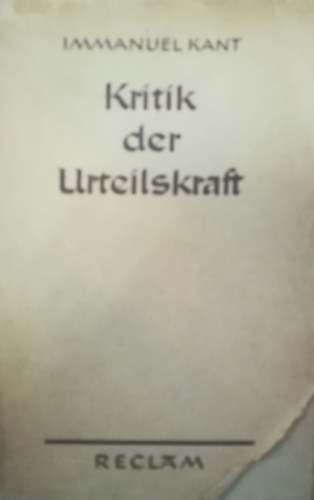 IMMANUEL KANT
Kritik
der
Urteilskraft
RECLAM